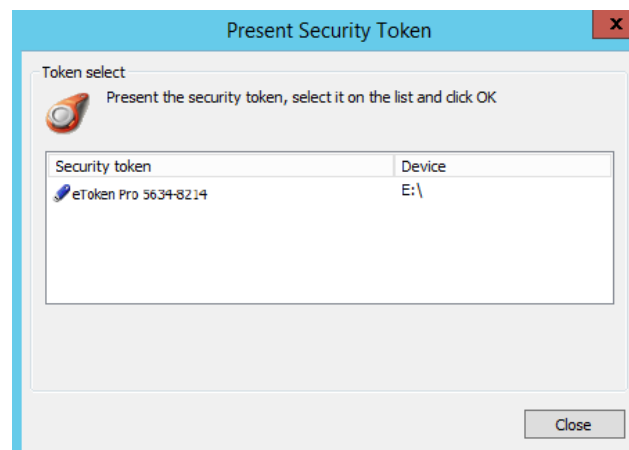 Present Security Token
x
Token select
Present the security token, select it on the list and click OK
Security token Device
eToken Pro 5634-8214 E:\
Close